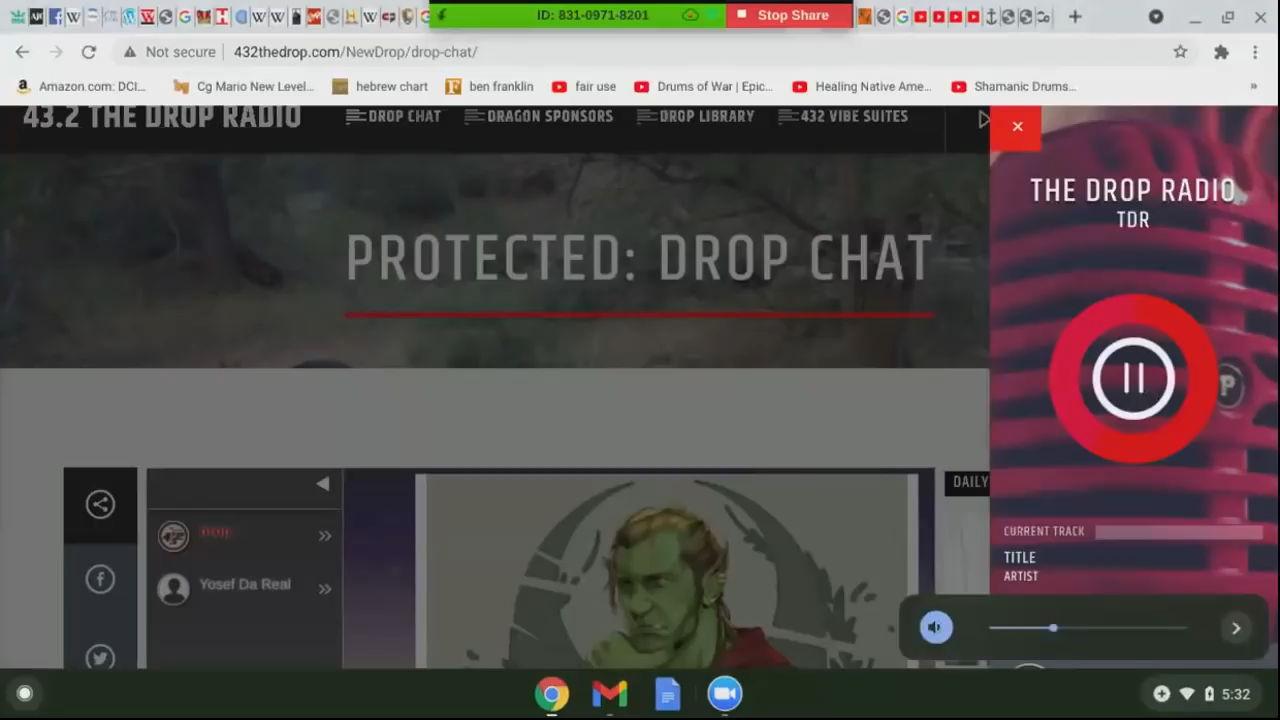 ID: 831-0971-8201
Stop Share
Not secure
432thedrop.com/NewDrop/drop-chat/
Amazon.com: DCI...
Cg Mario New Level...
hebrew chart
ben franklin
fair use
Drums of War | Epic...
Healing Native Ame...
Shamanic Drums...
»
43.2 THE DROP RADIO
DROP CHAT
DRAGON SPONSORS
DROP LIBRARY
432 VIBE SUITES
THE DROP RADIO
TDR
PROTECTED: DROP CHAT
P
CURRENT TRACK
TITLE
ARTIST
DAILY
drop
Yosef Da Real
5:32